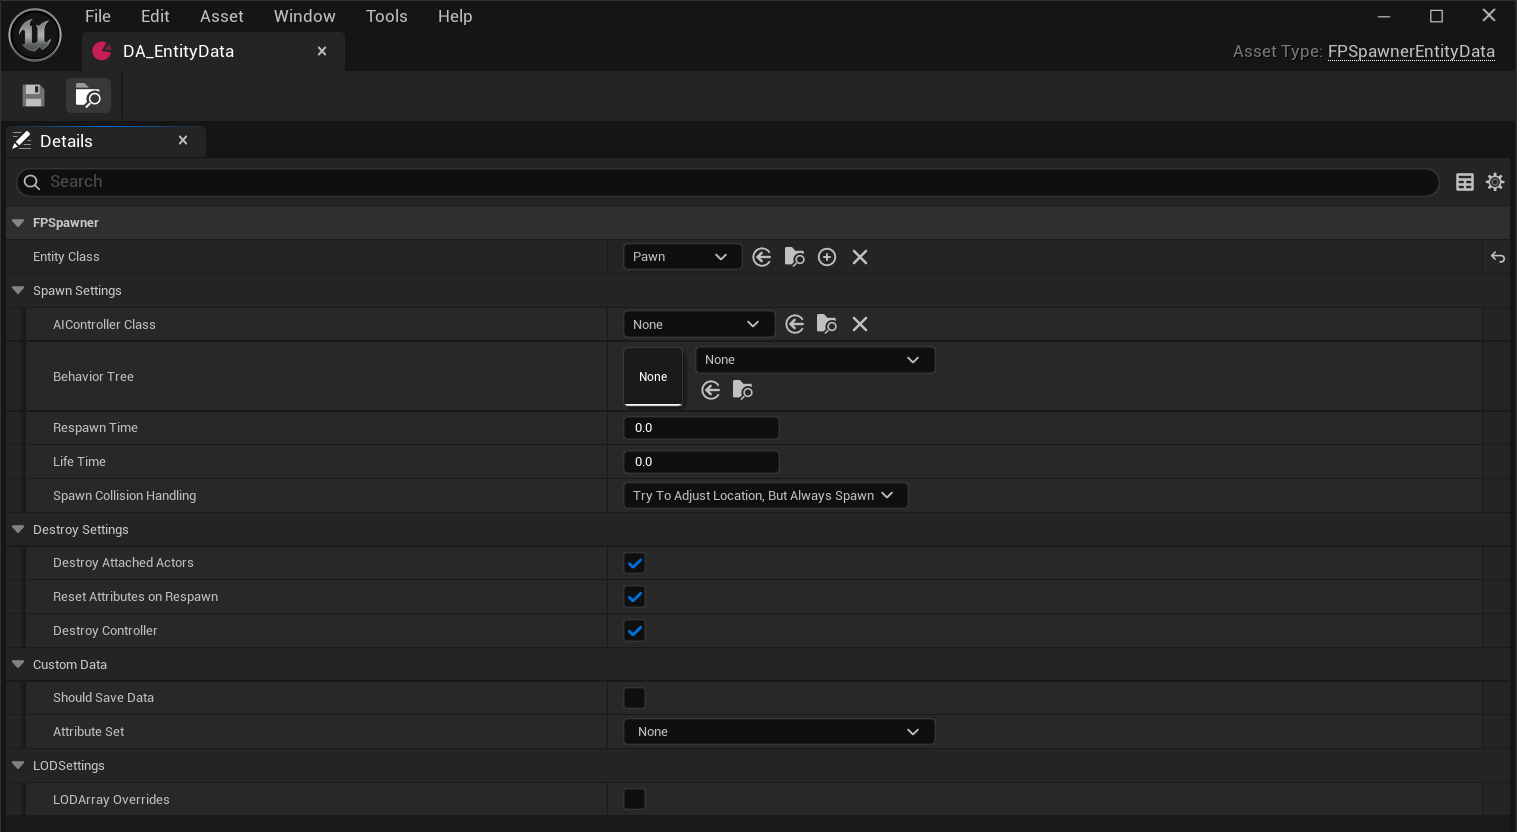 File Edit Asset Window Tools Help
DA_EntityData
Asset Type: FPSpawnerEntityData
Details
Search
FPSpawner
Entity Class Pawn
Spawn Settings
AIController Class None
Behavior Tree None None
Respawn Time 0.0
Life Time 0.0
Spawn Collision Handling Try To Adjust Location, But Always Spawn
Destroy Settings
Destroy Attached Actors
Reset Attributes on Respawn
Destroy Controller
Custom Data
Should Save Data
Attribute Set None
LODSettings
LODArray Overrides